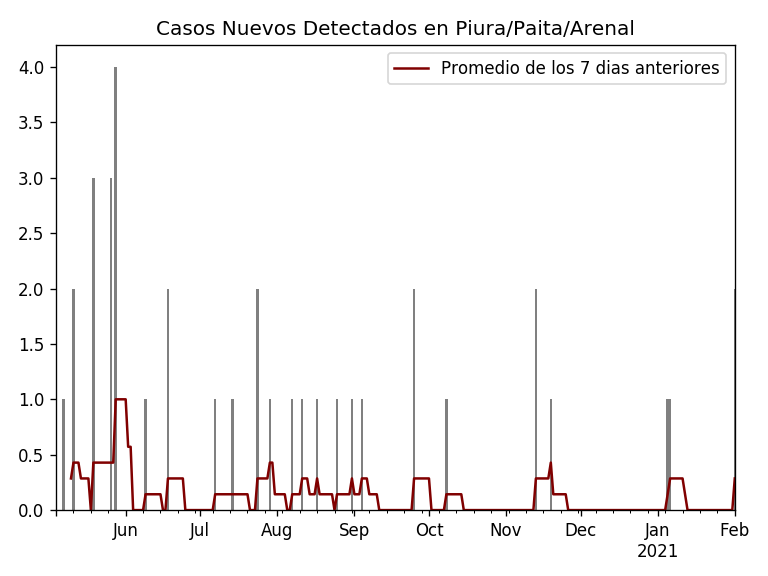 Casos Nuevos Detectados en Piura/Paita/Arenal
Promedio de los 7 dias anteriores
4.0
3.5
3.0
2.5
2.0
1.5
1.0
0.5
0.0
Jun
Jul
Aug
Sep
Oct
Nov
Dec
Jan
2021
Feb